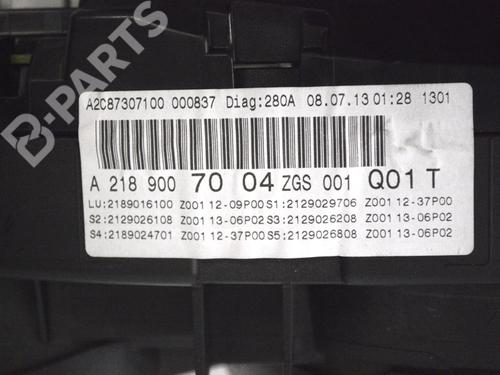 A2C87307100 000837 Diag:280A 08.07.13 01:28 1301
A 218 900 70 04 ZGS 001 Q01 T
LU:2189016100 Z001 12-09P00 S1:2129029706 Z001 12-37P00
S2:2129026108 Z001 13-06P02 S3:2129026208 Z001 13-06P02
S4:2189024701 Z001 12-37P00 S5:2129026808 Z001 13-06P02
B-PARTS